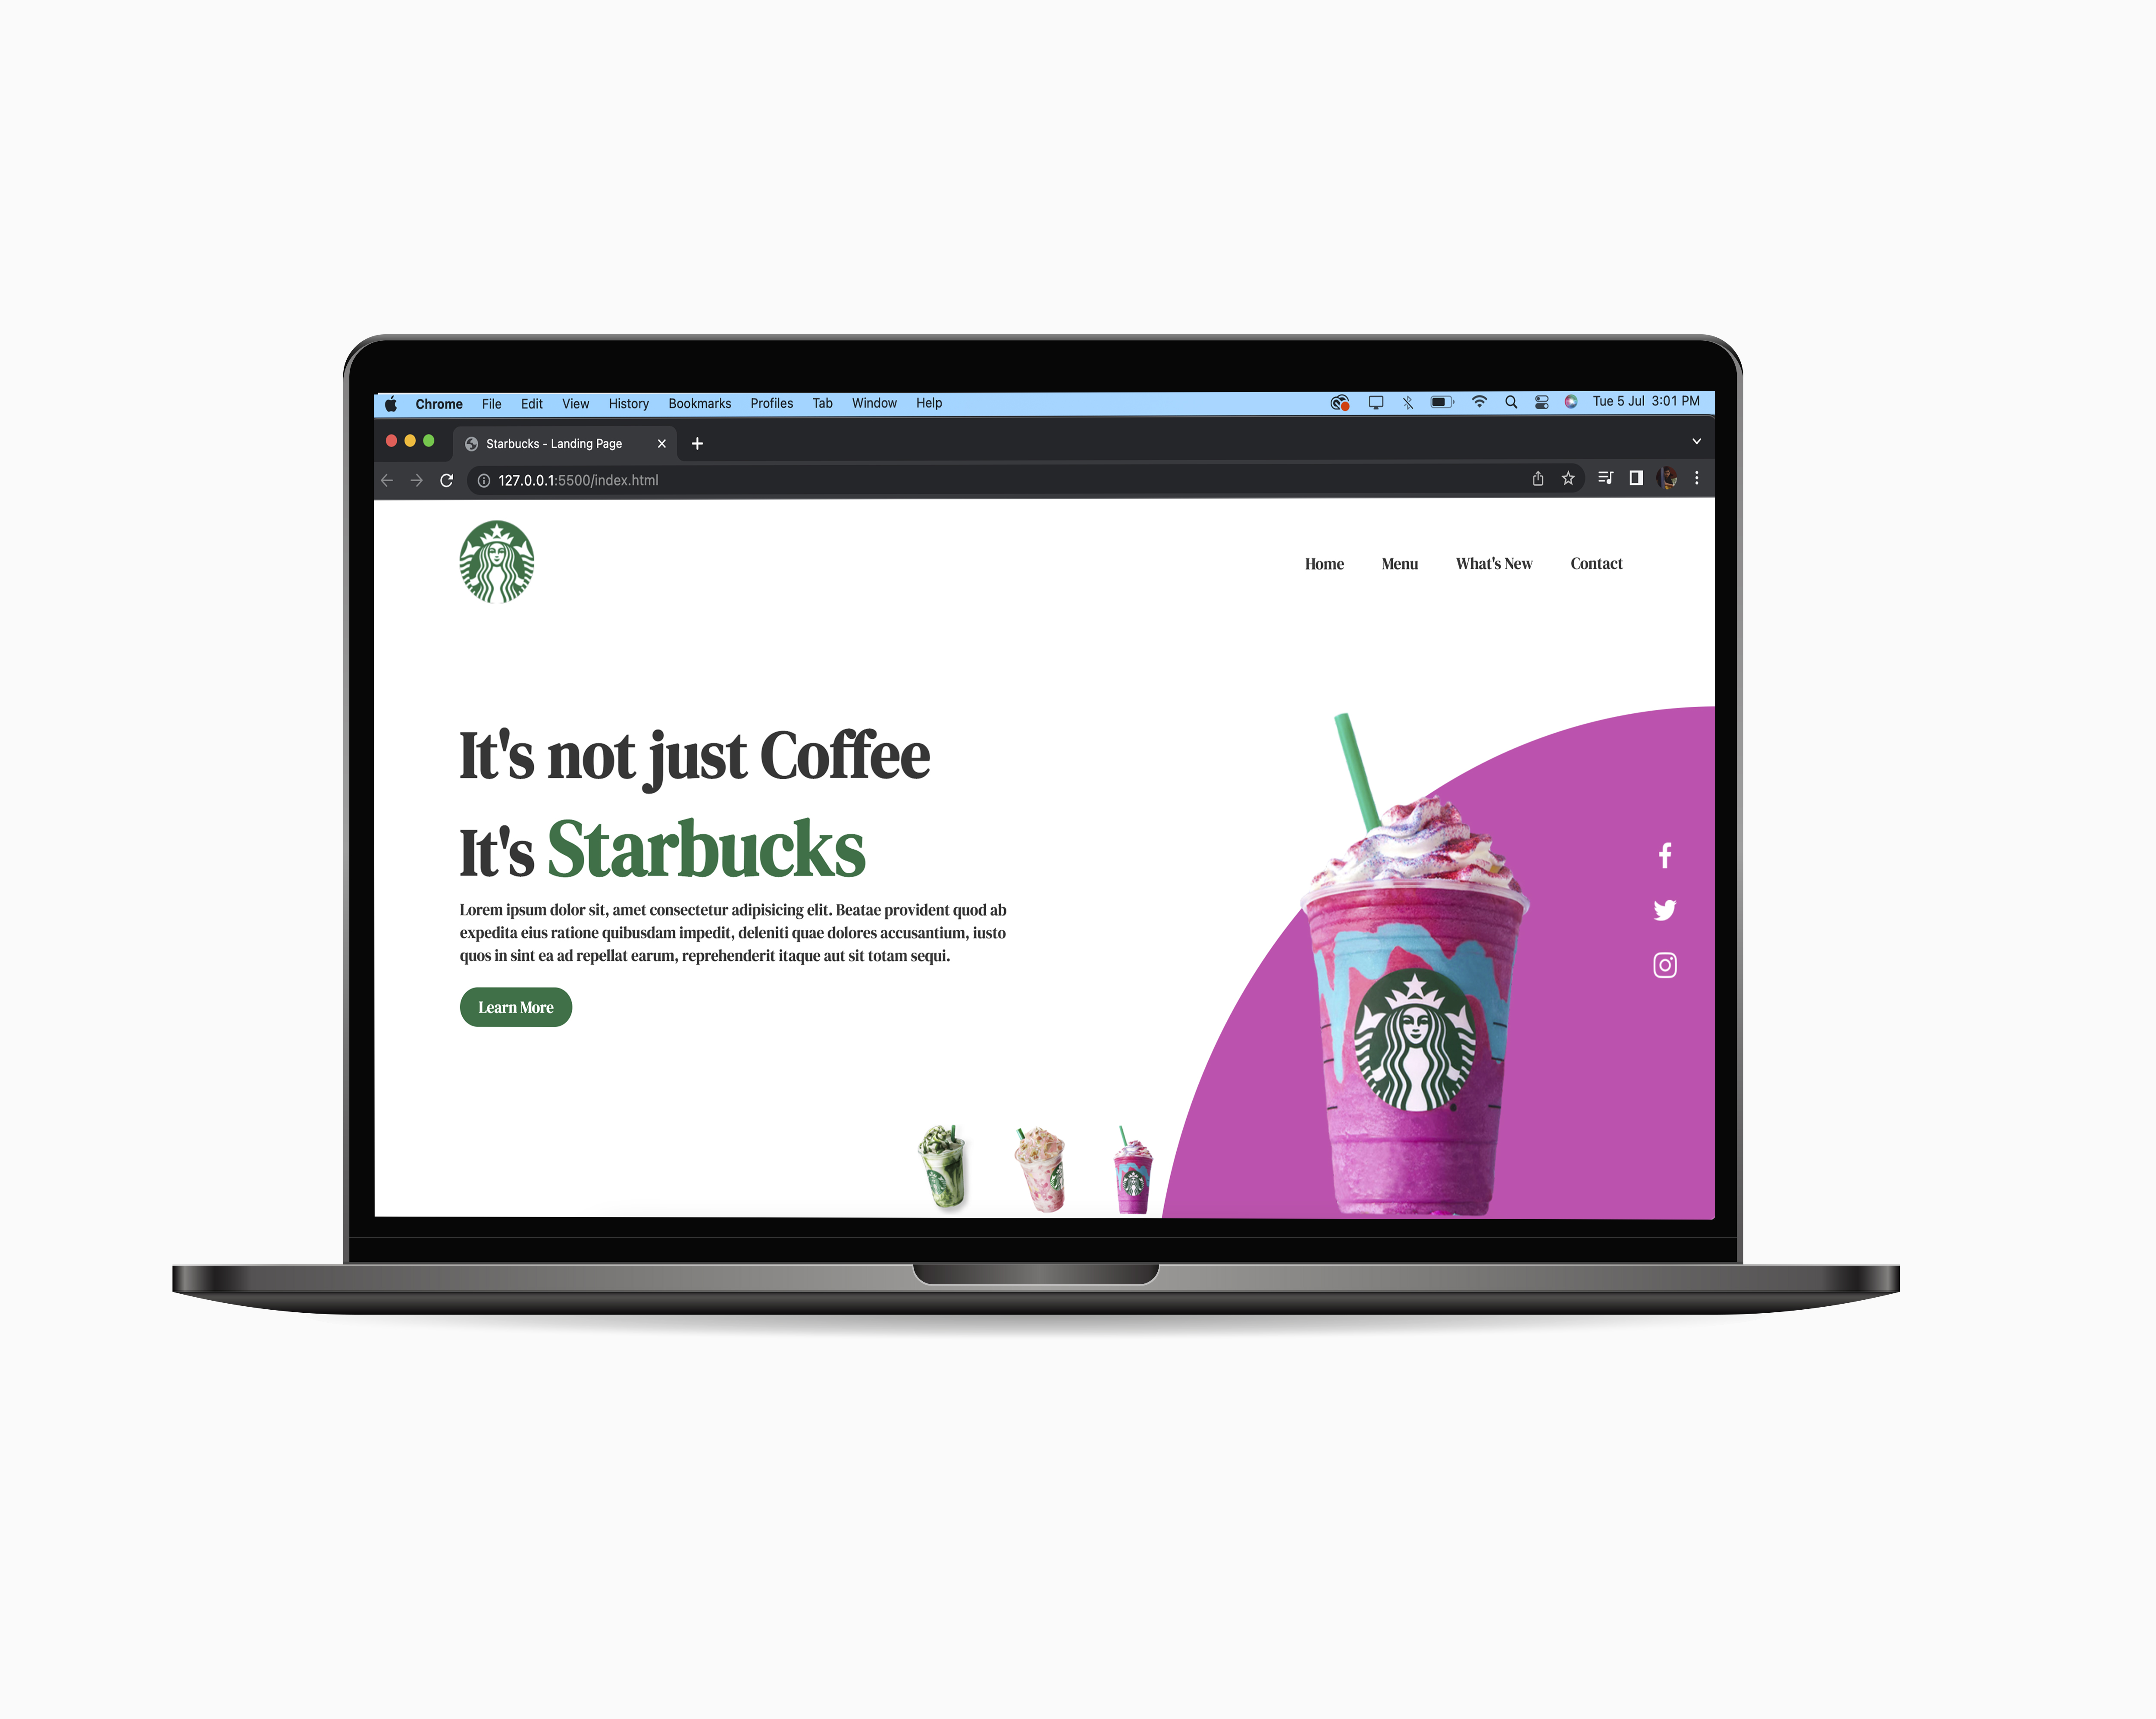 Chrome File Edit View History Bookmarks Profiles Tab Window Help Tue 5 Jul 3:01 PM
Starbucks - Landing Page
127.0.0.1:5500/index.html
Home Menu What's New Contact
It's not just Coffee
It's Starbucks
Lorem ipsum dolor sit, amet consectetur adipisicing elit. Beatae provident quod ab
expedita eius ratione quibusdam impedit, deleniti quae dolores accusantium, iusto
quos in sint ea ad repellat earum, reprehenderit itaque aut sit totam sequi.
Learn More